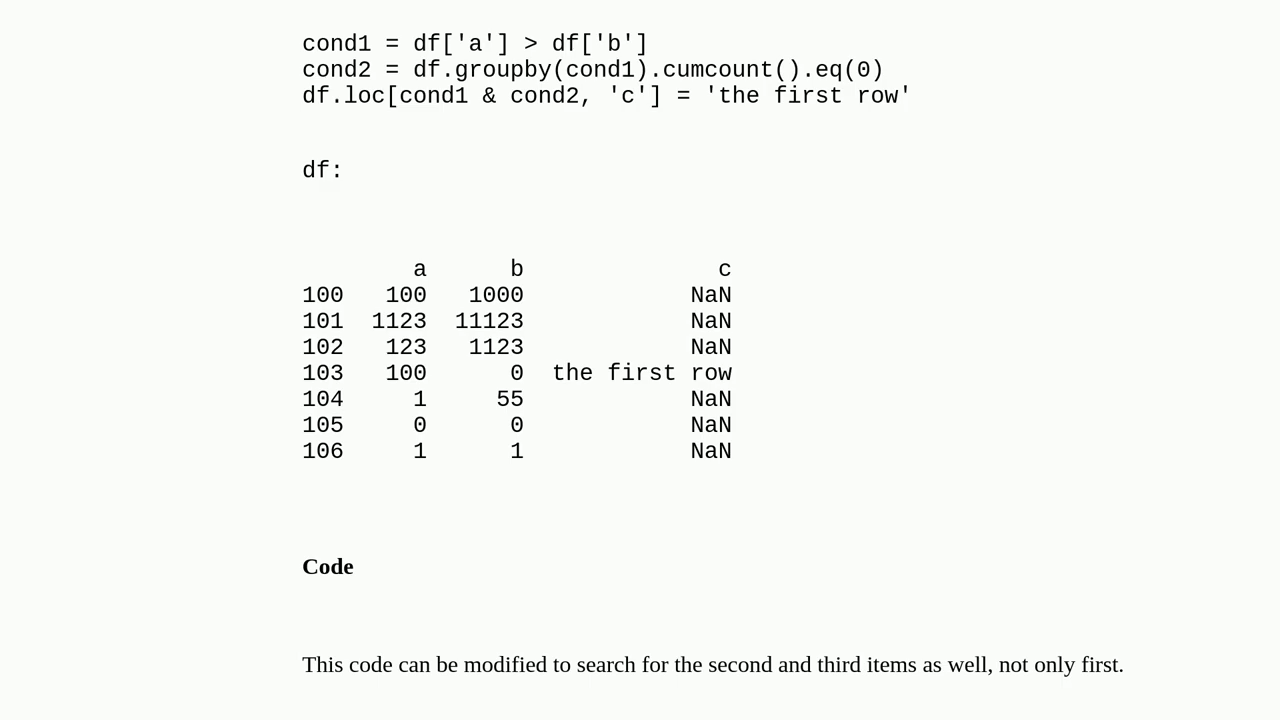 cond1 = df['a'] > df['b']
cond2 = df.groupby(cond1).cumcount().eq(0)
df.loc[cond1 & cond2, 'c'] = 'the first row'
df:
        a      b              c
100   100   1000            NaN
101  1123  11123            NaN
102   123   1123            NaN
103   100      0  the first row
104     1     55            NaN
105     0      0            NaN
106     1      1            NaN
Code
This code can be modified to search for the second and third items as well, not only first.